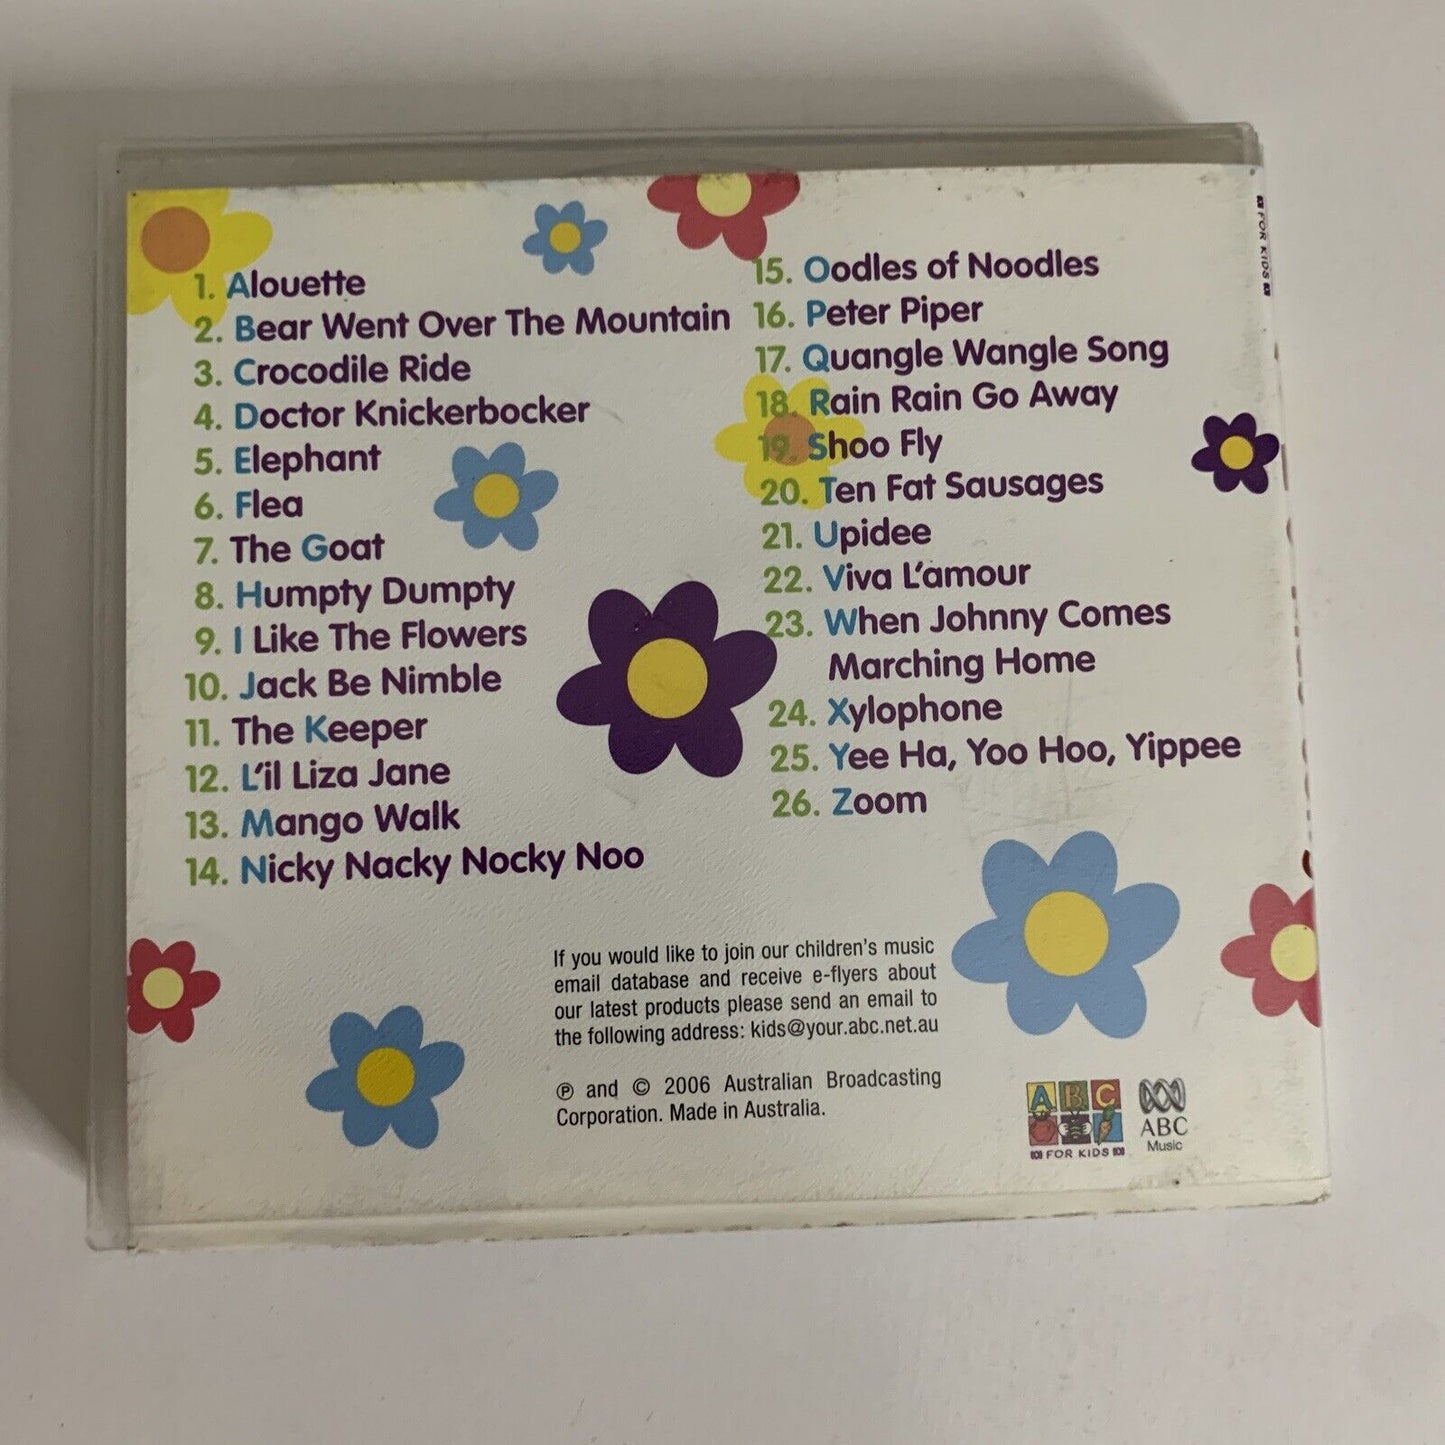 1. Alouette
2. Bear Went Over The Mountain
3. Crocodile Ride
4. Doctor Knickerbocker
5. Elephant
6. Flea
7. The Goat
8. Humpty Dumpty
9. I Like The Flowers
10. Jack Be Nimble
11. The Keeper
12. L'il Liza Jane
13. Mango Walk
14. Nicky Nacky Nocky Noo
15. Oodles of Noodles
16. Peter Piper
17. Quangle Wangle Song
18. Rain Rain Go Away
19. Shoo Fly
20. Ten Fat Sausages
21. Upidee
22. Viva L'amour
23. When Johnny Comes
Marching Home
24. Xylophone
25. Yee Ha, Yoo Hoo, Yippee
26. Zoom
If you would like to join our children's music
email database and receive e-flyers about
our latest products please send an email to
the following address: kids@your.abc.net.au
℗ and © 2006 Australian Broadcasting
Corporation. Made in Australia.
ABC
FOR KIDS
ABC
Music
FOR KIDS